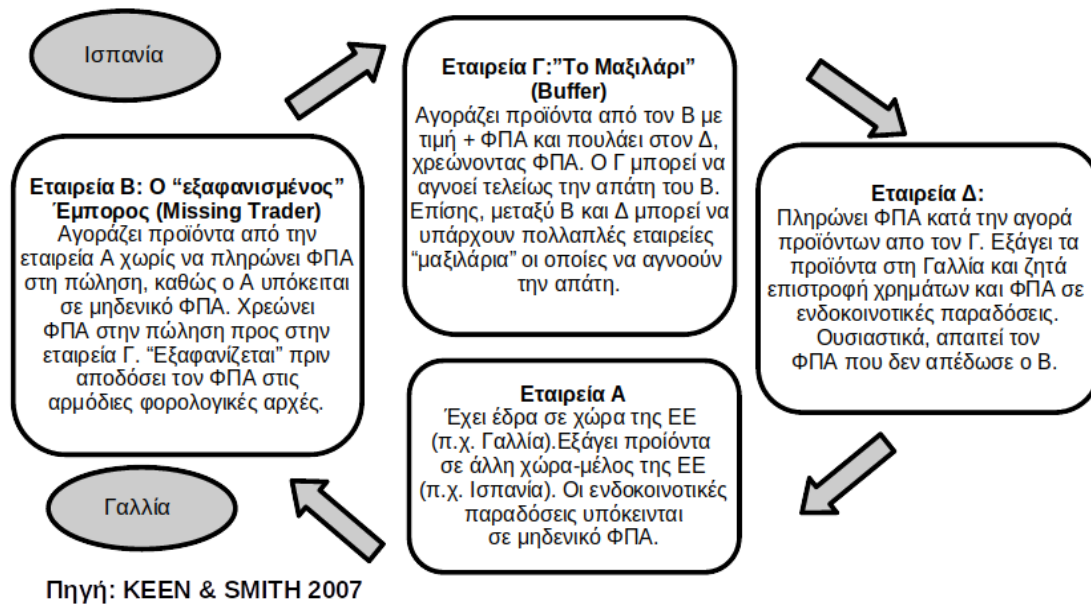 Ισπανία
Εταιρεία Γ:”Το Μαξιλάρι”
(Buffer)
Αγοράζει προϊόντα από τον Β με
τιμή + ΦΠΑ και πουλάει στον Δ,
χρεώνοντας ΦΠΑ. Ο Γ μπορεί να
αγνοεί τελείως την απάτη του Β.
Επίσης, μεταξύ Β και Δ μπορεί να
υπάρχουν πολλαπλές εταιρείες
“μαξιλάρια” οι οποίες να αγνοούν
την απάτη.
Εταιρεία Β: Ο “εξαφανισμένος”
Έμπορος (Missing Trader)
Αγοράζει προϊόντα από την
εταιρεία Α χωρίς να πληρώνει ΦΠΑ
στη πώληση, καθώς ο Α υπόκειται
σε μηδενικό ΦΠΑ. Χρεώνει
ΦΠΑ στην πώληση προς στην
εταιρεία Γ. “Εξαφανίζεται” πριν
αποδόσει τον ΦΠΑ στις
αρμόδιες φορολογικές αρχές.
Εταιρεία Δ:
Πληρώνει ΦΠΑ κατά την αγορά
προϊόντων απο τον Γ. Εξάγει τα
προϊόντα στη Γαλλία και ζητά
επιστροφή χρημάτων και ΦΠΑ σε
ενδοκοινοτικές παραδόσεις.
Ουσιαστικά, απαιτεί τον
ΦΠΑ που δεν απέδωσε ο Β.
Εταιρεία Α
Έχει έδρα σε χώρα της ΕΕ
(π.χ. Γαλλία).Εξάγει προίόντα
σε άλλη χώρα-μέλος της ΕΕ
(π.χ. Ισπανία). Οι ενδοκοινοτικές
παραδόσεις υπόκεινται
σε μηδενικό ΦΠΑ.
Γαλλία
Πηγή: KEEN & SMITH 2007